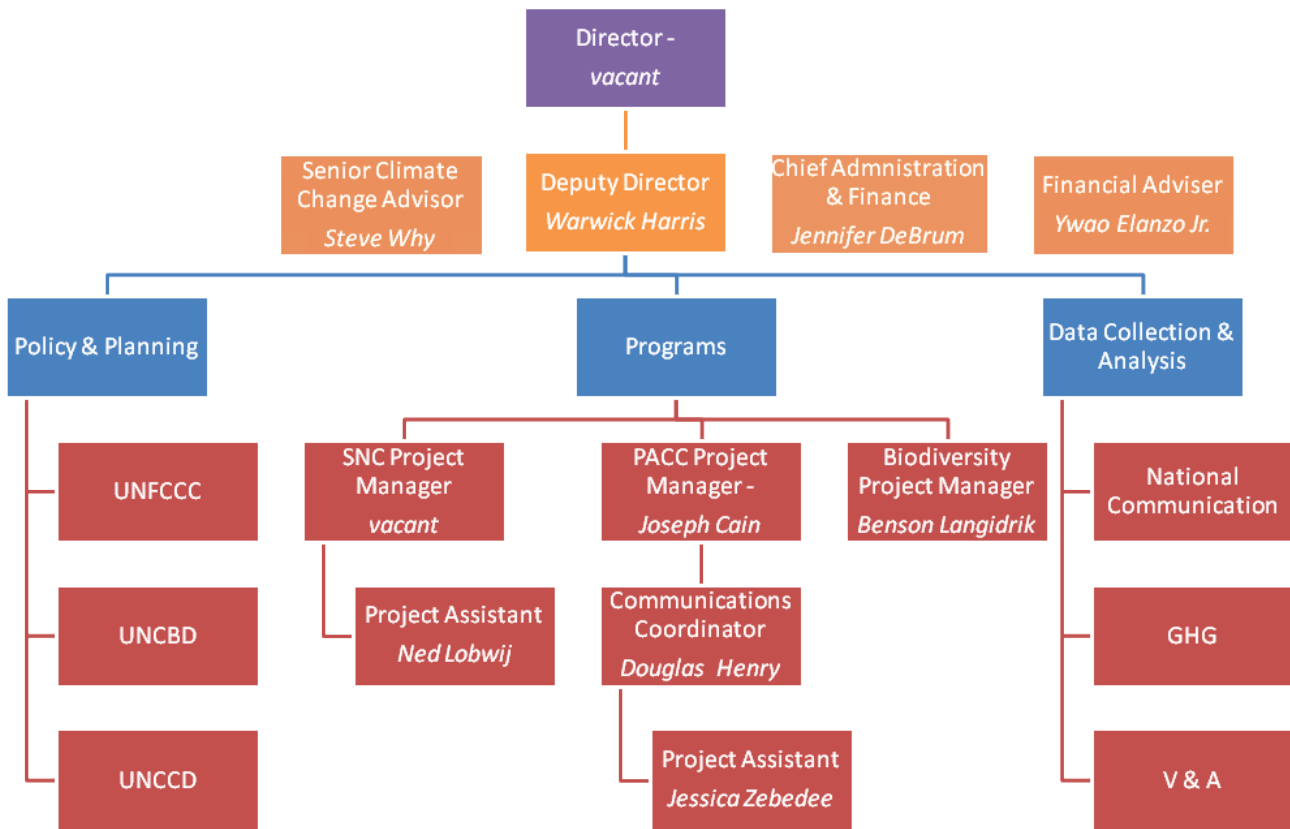 Director -
vacant
Senior Climate
Change Advisor
Steve Why
Deputy Director
Warwick Harris
Chief Admnistration
& Finance
Jennifer DeBrum
Financial Adviser
Ywao Elanzo Jr.
Policy & Planning
Programs
Data Collection &
Analysis
UNFCCC
SNC Project
Manager
vacant
PACC Project
Manager -
Joseph Cain
Biodiversity
Project Manager
Benson Langidrik
National
Communication
UNCBD
Project Assistant
Ned Lobwij
Communications
Coordinator
Douglas Henry
GHG
UNCCD
Project Assistant
Jessica Zebedee
V & A